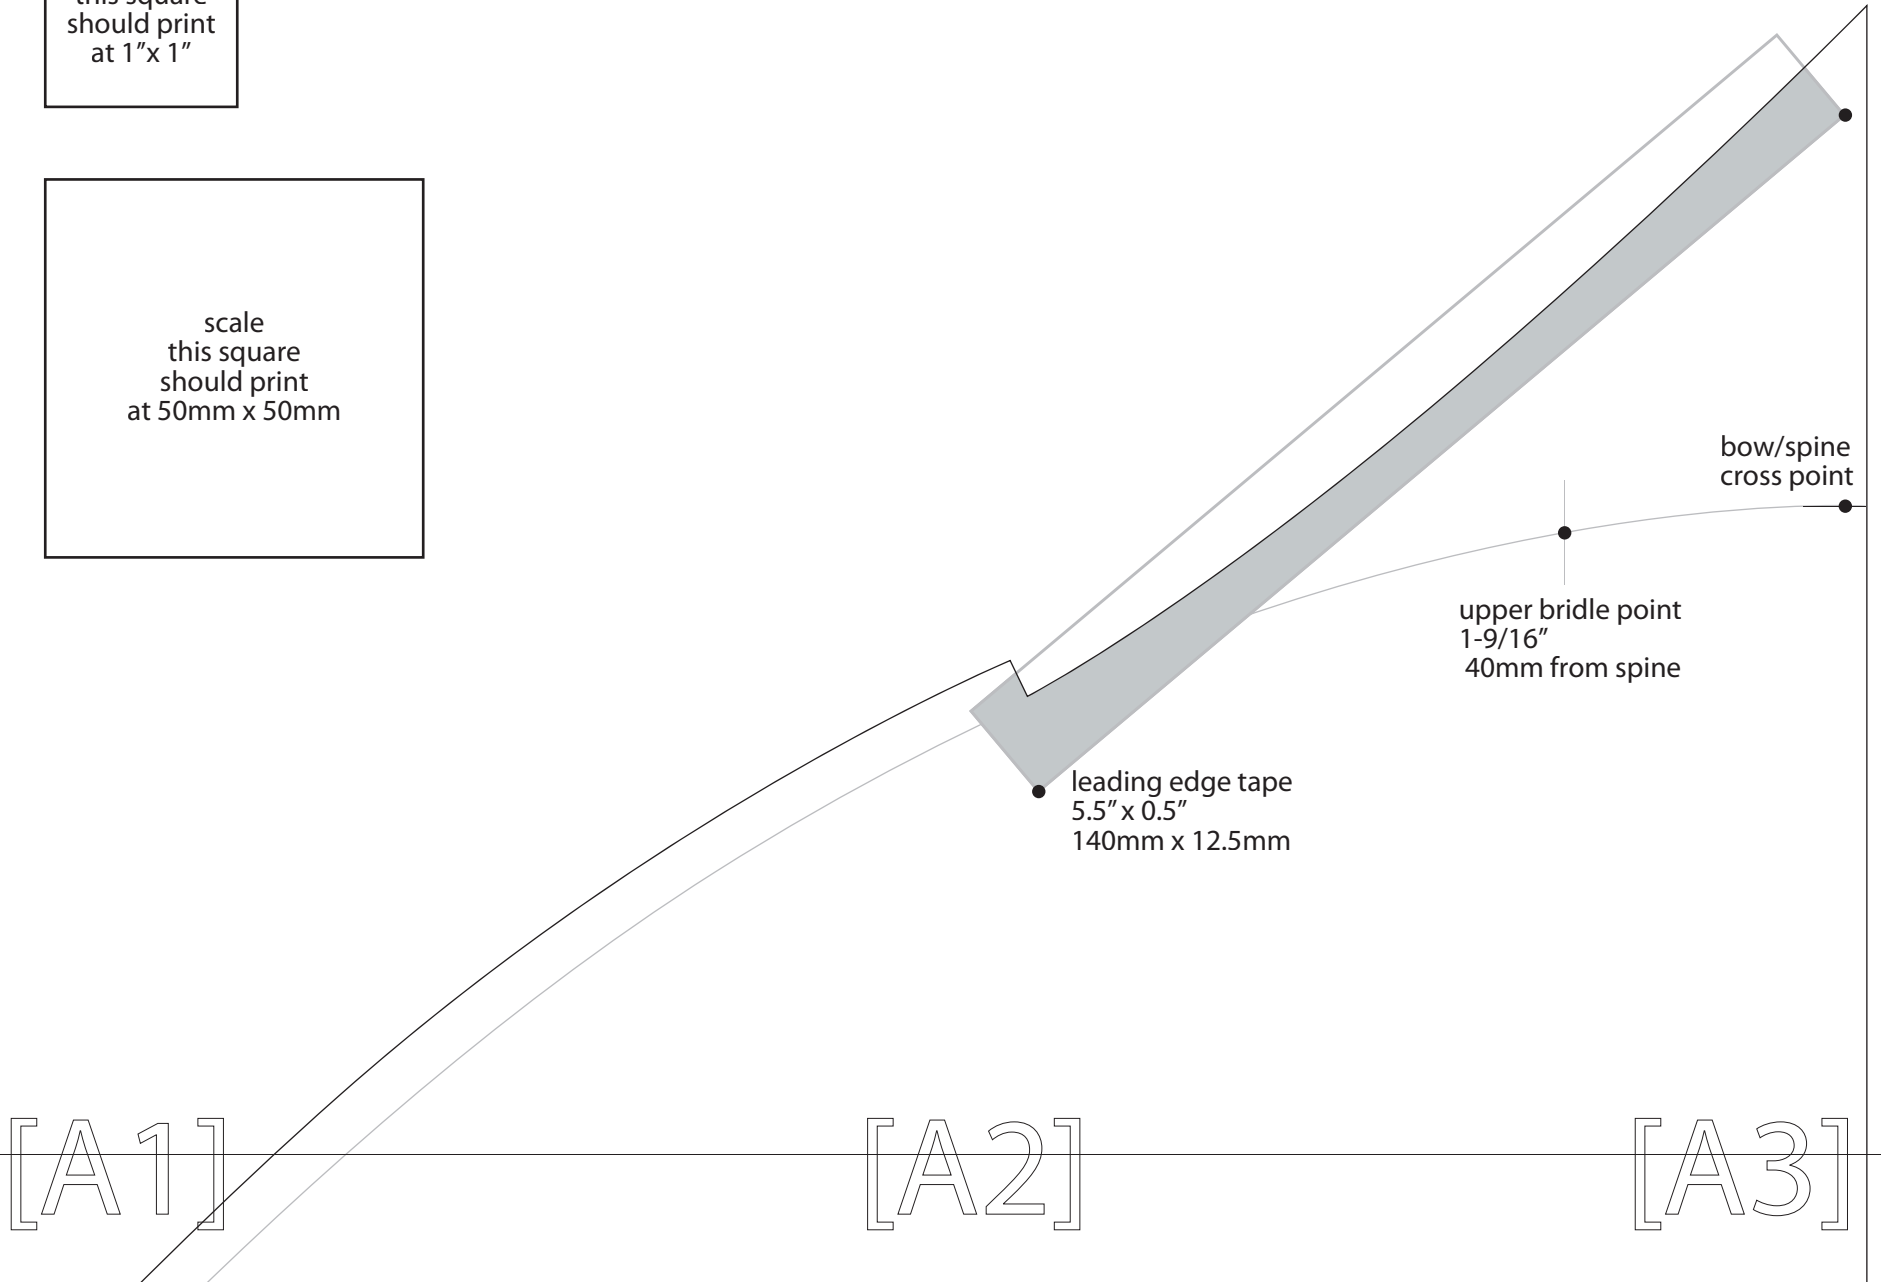 this square
should print
at 1”x 1”
scale
this square
should print
at 50mm x 50mm
bow/spine
cross point
upper bridle point
1-9/16”
40mm from spine
leading edge tape
5.5” x 0.5”
140mm x 12.5mm
[A1]
[A2]
[A3]